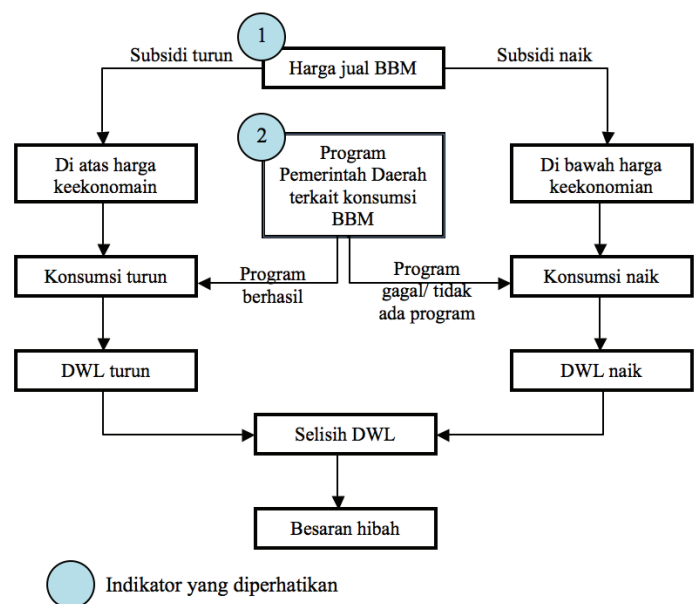 1
Subsidi turun
Harga jual BBM
Subsidi naik
2
Di atas harga
keekonomain
Program
Pemerintah Daerah
terkait konsumsi
BBM
Di bawah harga
keekonomian
Konsumsi turun
Program
berhasil
Program
gagal/ tidak
ada program
Konsumsi naik
DWL turun
DWL naik
Selisih DWL
Besaran hibah
Indikator yang diperhatikan